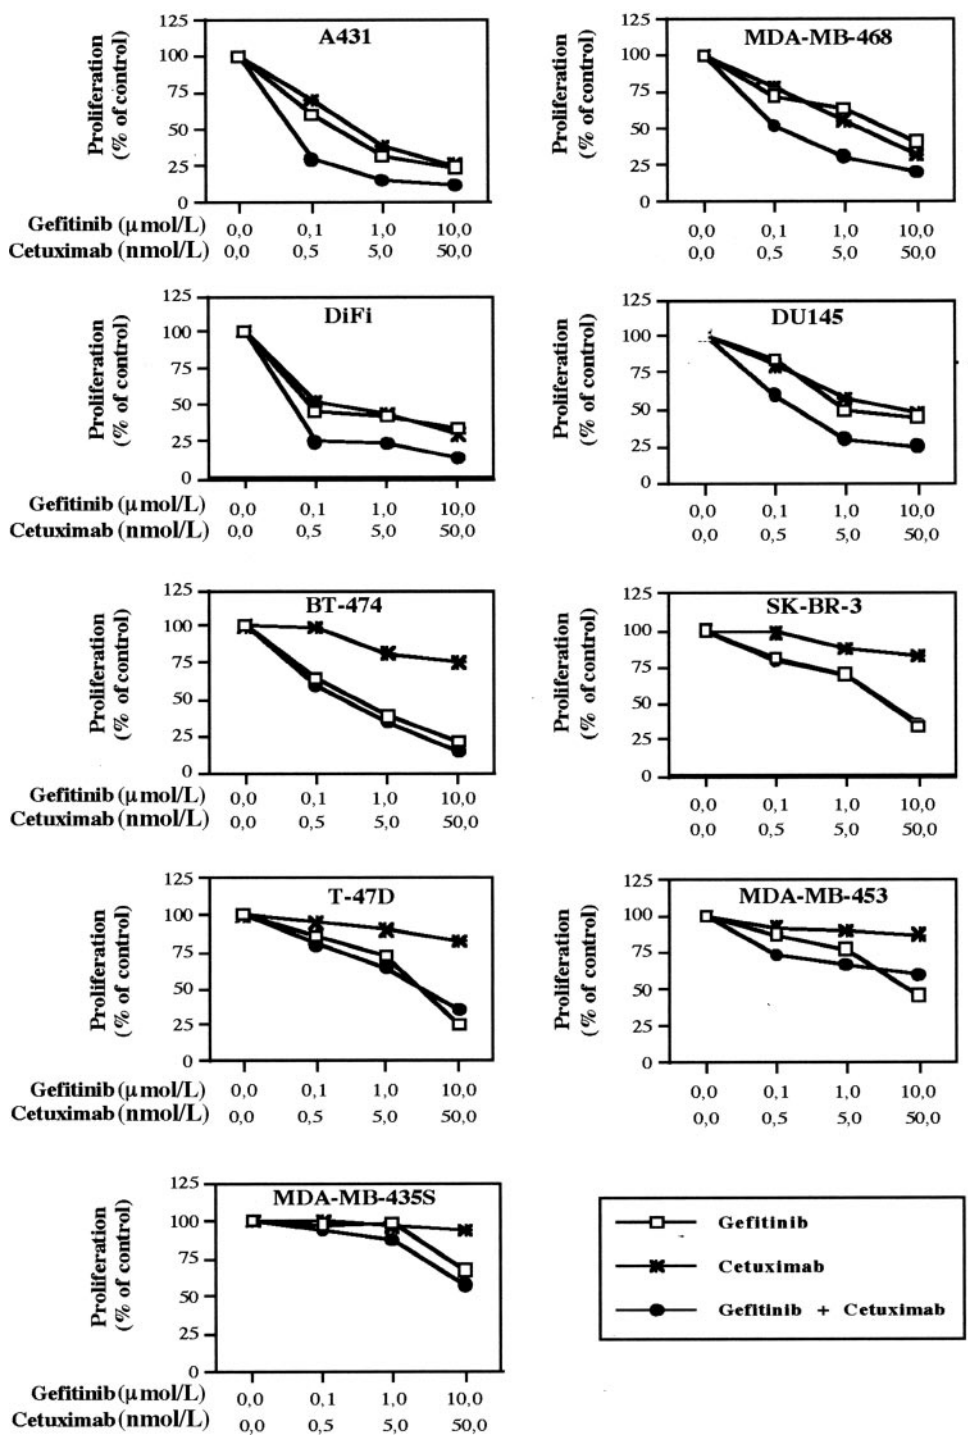 A431
Proliferation
(% of control)
125
100
75
50
25
0
Gefitinib (μmol/L) 0,0 0,1 1,0 10,0
Cetuximab (nmol/L) 0,0 0,5 5,0 50,0
MDA-MB-468
Proliferation
(% of control)
125
100
75
50
25
0
0,0 0,1 1,0 10,0
0,0 0,5 5,0 50,0
DiFi
Proliferation
(% of control)
125
100
75
50
25
0
Gefitinib (μmol/L) 0,0 0,1 1,0 10,0
Cetuximab (nmol/L) 0,0 0,5 5,0 50,0
DU145
Proliferation
(% of control)
125
100
75
50
25
0
0,0 0,1 1,0 10,0
0,0 0,5 5,0 50,0
BT-474
Proliferation
(% of control)
125
100
75
50
25
0
Gefitinib (μmol/L) 0,0 0,1 1,0 10,0
Cetuximab (nmol/L) 0,0 0,5 5,0 50,0
SK-BR-3
Proliferation
(% of control)
125
100
75
50
25
0
0,0 0,1 1,0 10,0
0,0 0,5 5,0 50,0
T-47D
Proliferation
(% of control)
125
100
75
50
25
0
Gefitinib (μmol/L) 0,0 0,1 1,0 10,0
Cetuximab (nmol/L) 0,0 0,5 5,0 50,0
MDA-MB-453
Proliferation
(% of control)
125
100
75
50
25
0
0,0 0,1 1,0 10,0
0,0 0,5 5,0 50,0
MDA-MB-435S
Proliferation
(% of control)
125
100
75
50
25
0
Gefitinib (μmol/L) 0,0 0,1 1,0 10,0
Cetuximab (nmol/L) 0,0 0,5 5,0 50,0
Gefitinib
Cetuximab
Gefitinib + Cetuximab